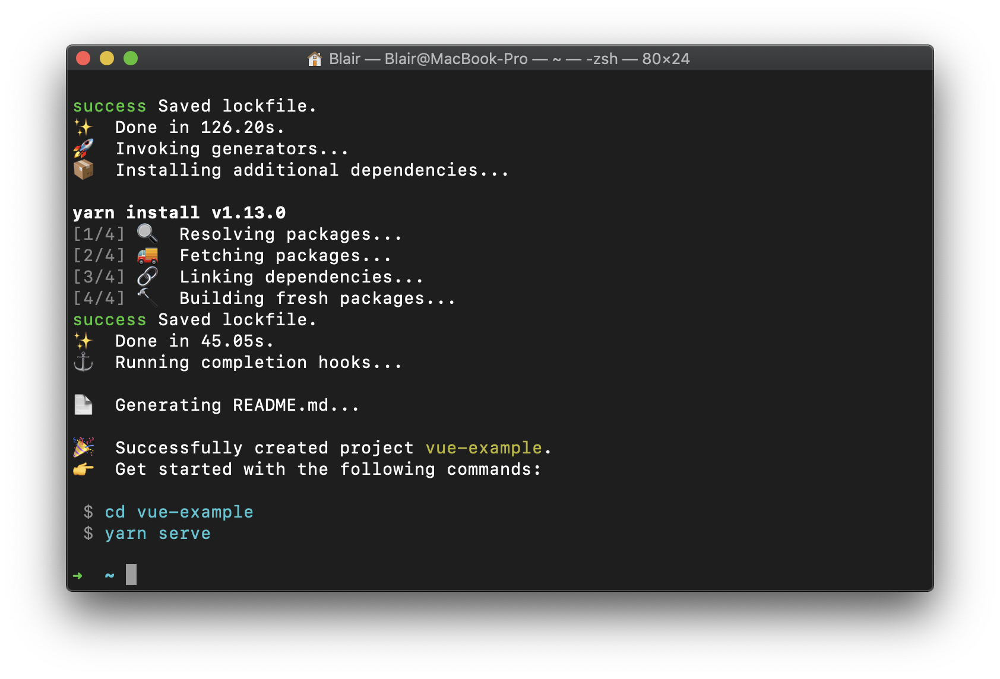 Blair — Blair@MacBook-Pro — ~ — -zsh — 80×24
success Saved lockfile.
✨ Done in 126.20s.
🚀 Invoking generators...
📦 Installing additional dependencies...
yarn install v1.13.0
[1/4] 🔍 Resolving packages...
[2/4] 🚚 Fetching packages...
[3/4] 🔗 Linking dependencies...
[4/4] 🔨 Building fresh packages...
success Saved lockfile.
✨ Done in 45.05s.
⚓ Running completion hooks...
📄 Generating README.md...
🎉 Successfully created project vue-example.
👉 Get started with the following commands:
$ cd vue-example
$ yarn serve
➜ ~